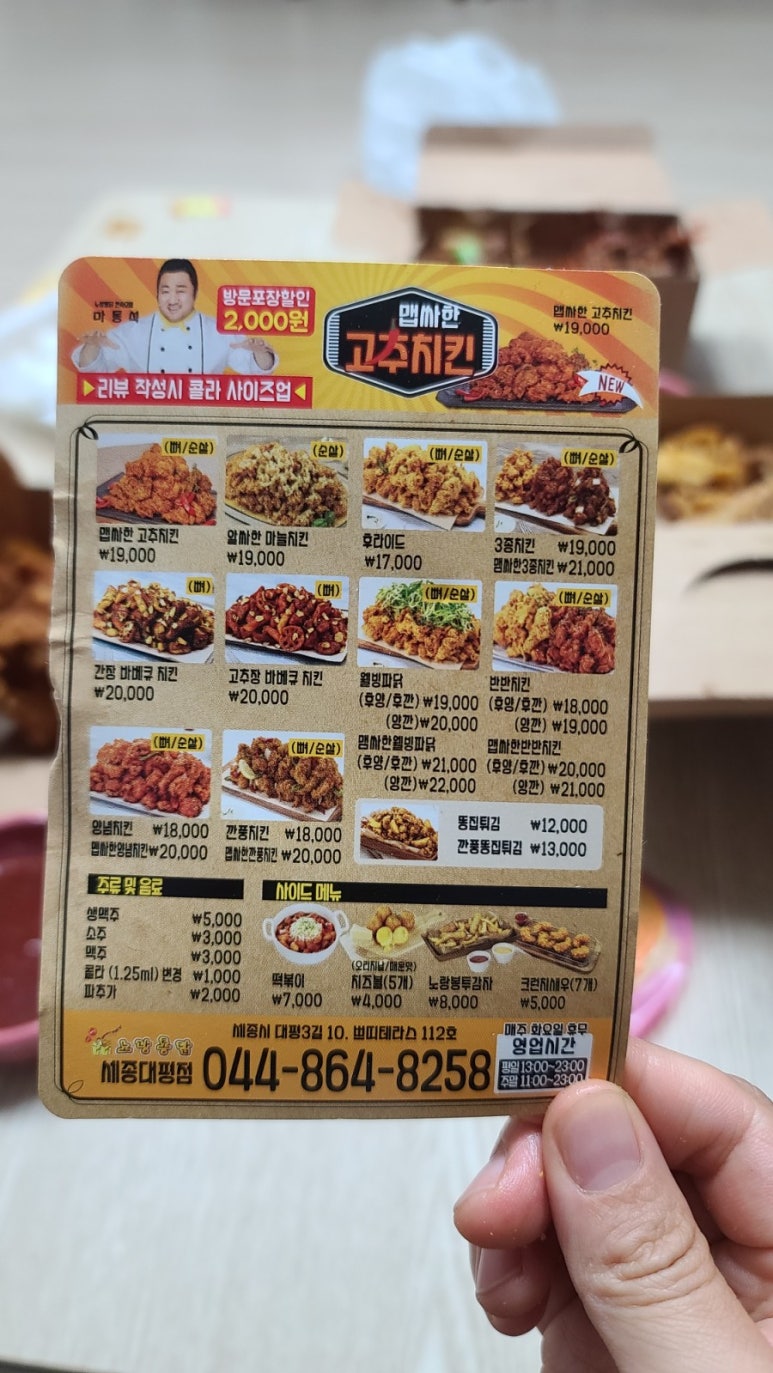 노랑통닭 전속모델
마동석
방문포장할인
2,000원
▶리뷰 작성시 콜라 사이즈업◀
맵싸한
고추치킨
맵싸한 고추치킨
₩19,000
NEW
(뼈/순살)
맵싸한 고추치킨
₩19,000
(순살)
알싸한 마늘치킨
₩19,000
(뼈/순살)
후라이드
₩17,000
(뼈/순살)
3종치킨 ₩19,000
맵싸한3종치킨 ₩21,000
(뼈)
간장 바베큐 치킨
₩20,000
(뼈)
고추장 바베큐 치킨
₩20,000
(뼈/순살)
웰빙파닭
(후양/후깐) ₩19,000
(양깐) ₩20,000
맵싸한웰빙파닭
(후양/후깐) ₩21,000
(양깐) ₩22,000
(뼈/순살)
반반치킨
(후양/후깐) ₩18,000
(양깐) ₩19,000
맵싸한반반치킨
(후양/후깐) ₩20,000
(양깐) ₩21,000
(뼈/순살)
양념치킨 ₩18,000
맵싸한양념치킨 ₩20,000
(뼈/순살)
깐풍치킨 ₩18,000
맵싸한깐풍치킨 ₩20,000
똥집튀김 ₩12,000
깐풍똥집튀김 ₩13,000
주류 및 음료
생맥주 ₩5,000
소주 ₩3,000
맥주 ₩3,000
콜라 (1.25ml) 변경 ₩1,000
파추가 ₩2,000
사이드 메뉴
떡볶이
₩7,000
(오리지날/매운맛)
치즈볼(5개)
₩4,000
노랑봉투감자
₩8,000
크런치새우(7개)
₩5,000
세종시 대평3길 10. 쁘띠테라스 112호
노랑통닭
세종대평점 044-864-8258
매주 화요일 휴무
영업시간
평일 13:00~23:00
주말 11:00~23:00